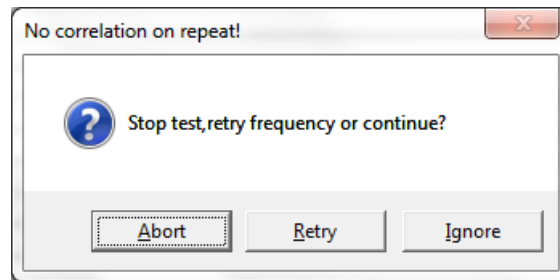 No correlation on repeat!
Stop test,retry frequency or continue?
Abort Retry Ignore